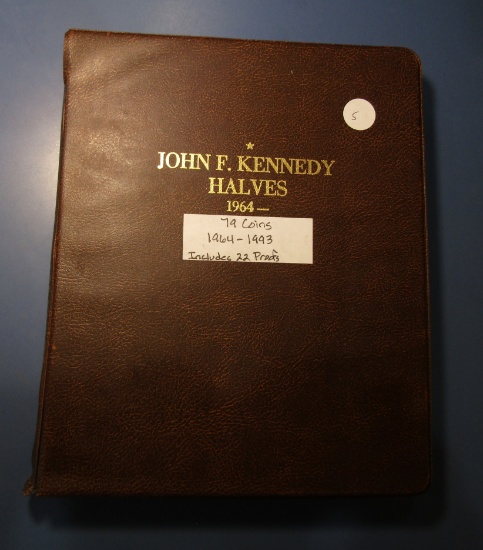 5
JOHN F. KENNEDY
HALVES
1964—
79 Coins
1964-1993
Includes 22 Proofs